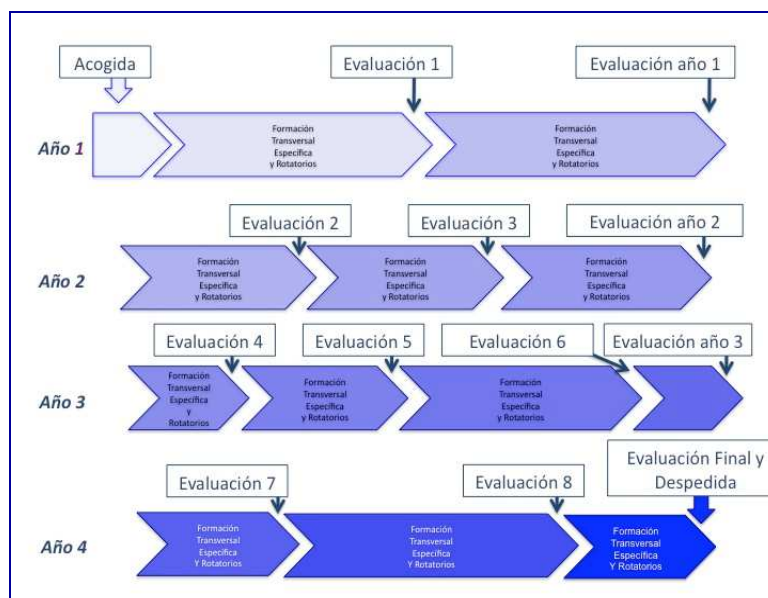 Acogida
Evaluación 1
Evaluación año 1
Año 1
Formación
Transversal
Específica
y Rotatorios
Formación
Transversal
Específica
y Rotatorios
Evaluación 2
Evaluación 3
Evaluación año 2
Año 2
Formación
Transversal
Específica
y Rotatorios
Formación
Transversal
Específica
y Rotatorios
Formación
Transversal
Específica
y Rotatorios
Evaluación 4
Evaluación 5
Evaluación 6
Evaluación año 3
Año 3
Formación
Transversal
Específica
y
Rotatorios
Formación
Transversal
Específica
y Rotatorios
Formación
Transversal
Específica
y Rotatorios
Evaluación 7
Evaluación 8
Evaluación Final y
Despedida
Año 4
Formación
Transversal
Específica
Y Rotatorios
Formación
Transversal
Específica
Y Rotatorios
Formación
Transversal
Específica
Y Rotatorios